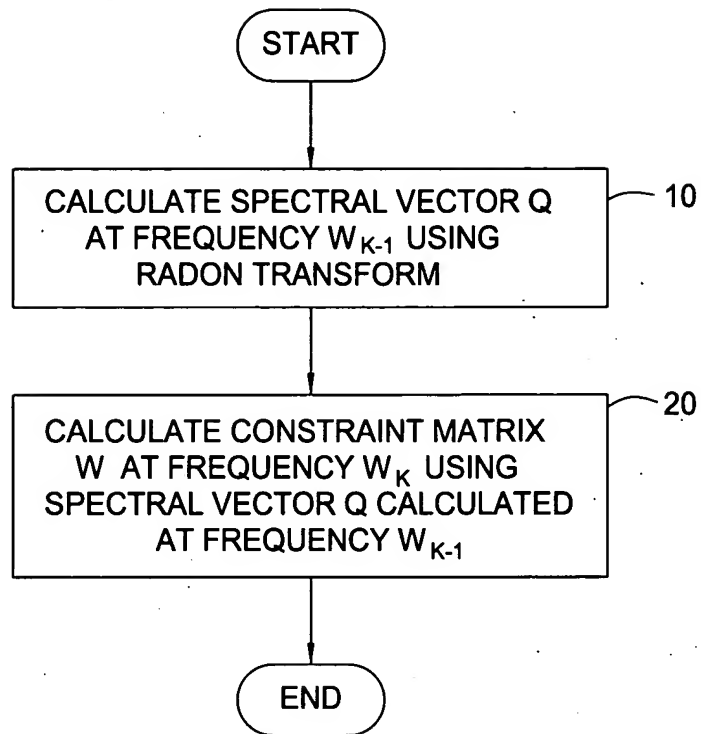 START
CALCULATE SPECTRAL VECTOR Q
AT FREQUENCY W_{K-1} USING
RADON TRANSFORM
10
CALCULATE CONSTRAINT MATRIX
W AT FREQUENCY W_K USING
SPECTRAL VECTOR Q CALCULATED
AT FREQUENCY W_{K-1}
20
END